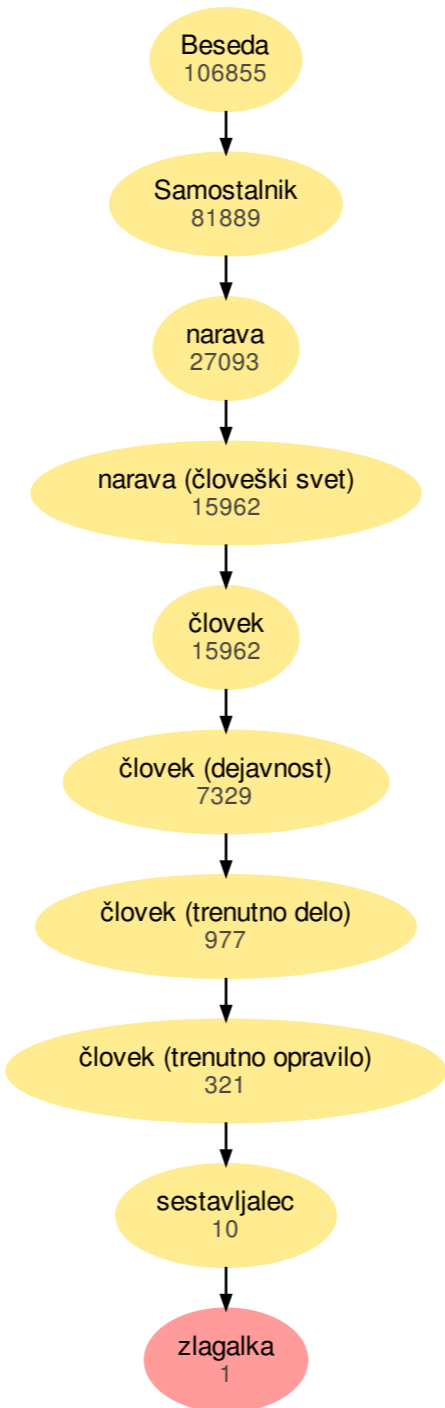 Beseda
106855
Samostalnik
81889
narava
27093
narava (človeški svet)
15962
človek
15962
človek (dejavnost)
7329
človek (trenutno delo)
977
človek (trenutno opravilo)
321
sestavljalec
10
zlagalka
1